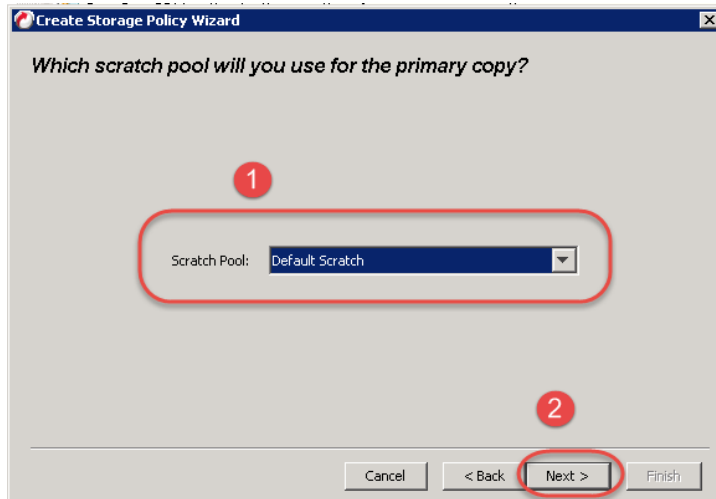 Create Storage Policy Wizard
Which scratch pool will you use for the primary copy?
1
Scratch Pool: Default Scratch
2
Cancel < Back Next > Finish